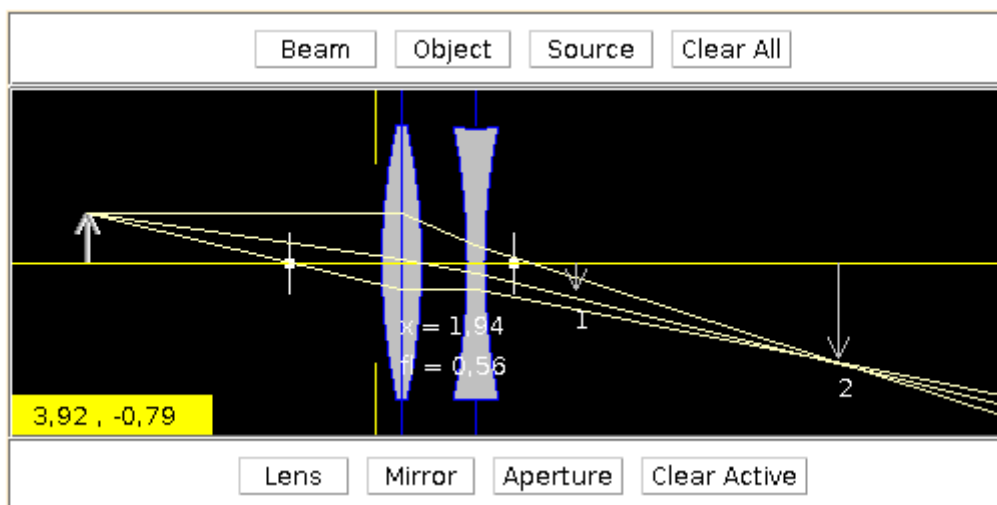 Beam Object Source Clear All
x = 1,94
1
fl = 0,56
2
3,92 , -0,79
Lens Mirror Aperture Clear Active